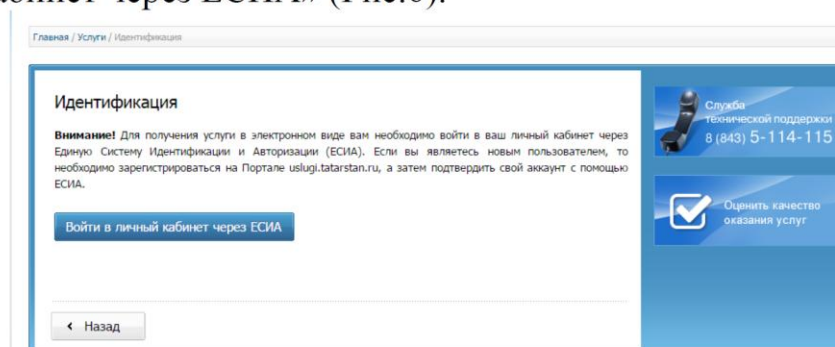 кабинет через ЕСИА» (Рис.6).
Главная / Услуги / Идентификация
Идентификация
Внимание! Для получения услуги в электронном виде вам необходимо войти в ваш личный кабинет через
Единую Систему Идентификации и Авторизации (ЕСИА). Если вы являетесь новым пользователем, то
необходимо зарегистрироваться на Портале uslugi.tatarstan.ru, а затем подтвердить свой аккаунт с помощью
ЕСИА.
Войти в личный кабинет через ЕСИА
Назад
Служба
технической поддержки
8 (843) 5-114-115
Оценить качество
оказания услуг